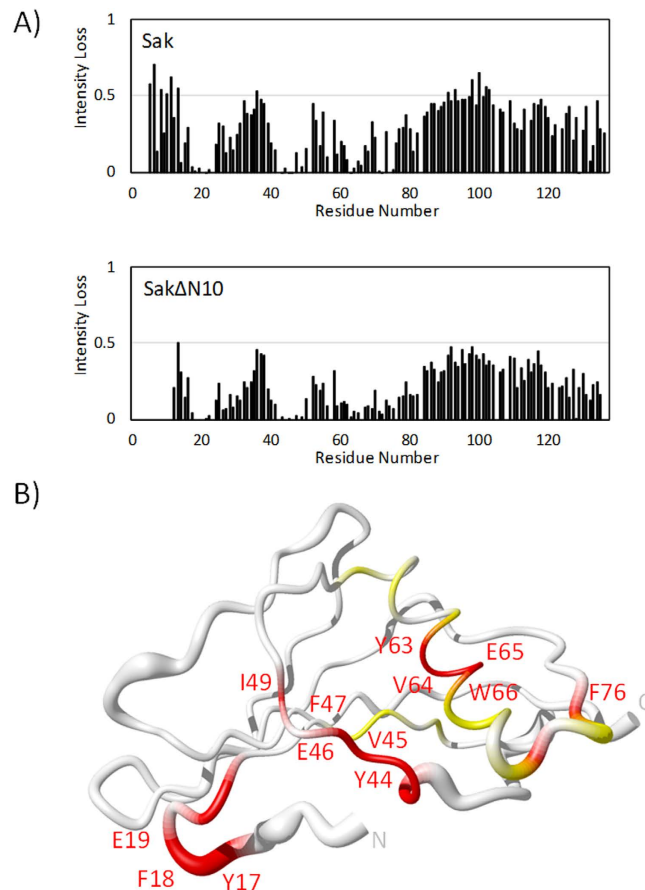 A)
1
Sak
Intensity Loss
0.5
0
0 20 40 60 80 100 120
Residue Number
1
SakΔN10
Intensity Loss
0.5
0
0 20 40 60 80 100 120
Residue Number
B)
Y63
E65
I49
F47
V64
W66
F76
C
E46
V45
Y44
E19
N
F18
Y17